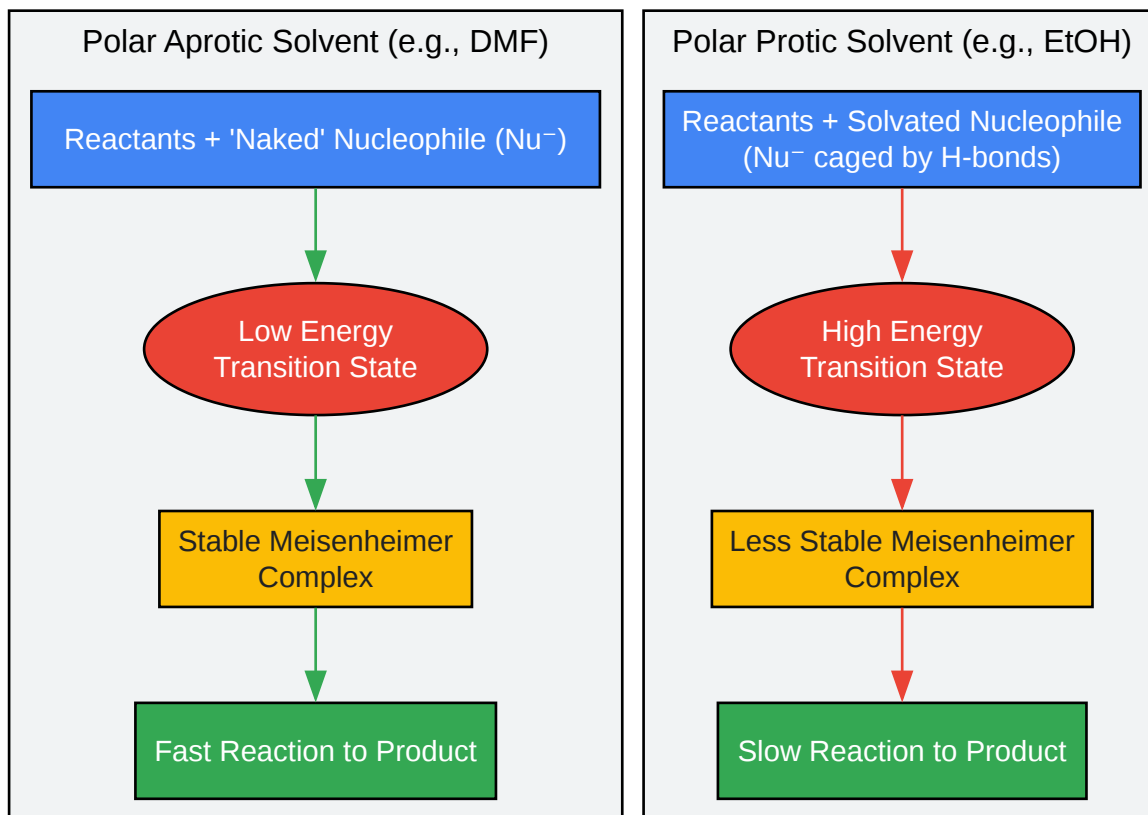 Polar Aprotic Solvent (e.g., DMF)
Reactants + 'Naked' Nucleophile (Nu⁻)
Low Energy
Transition State
Stable Meisenheimer
Complex
Fast Reaction to Product
Polar Protic Solvent (e.g., EtOH)
Reactants + Solvated Nucleophile
(Nu⁻ caged by H-bonds)
High Energy
Transition State
Less Stable Meisenheimer
Complex
Slow Reaction to Product